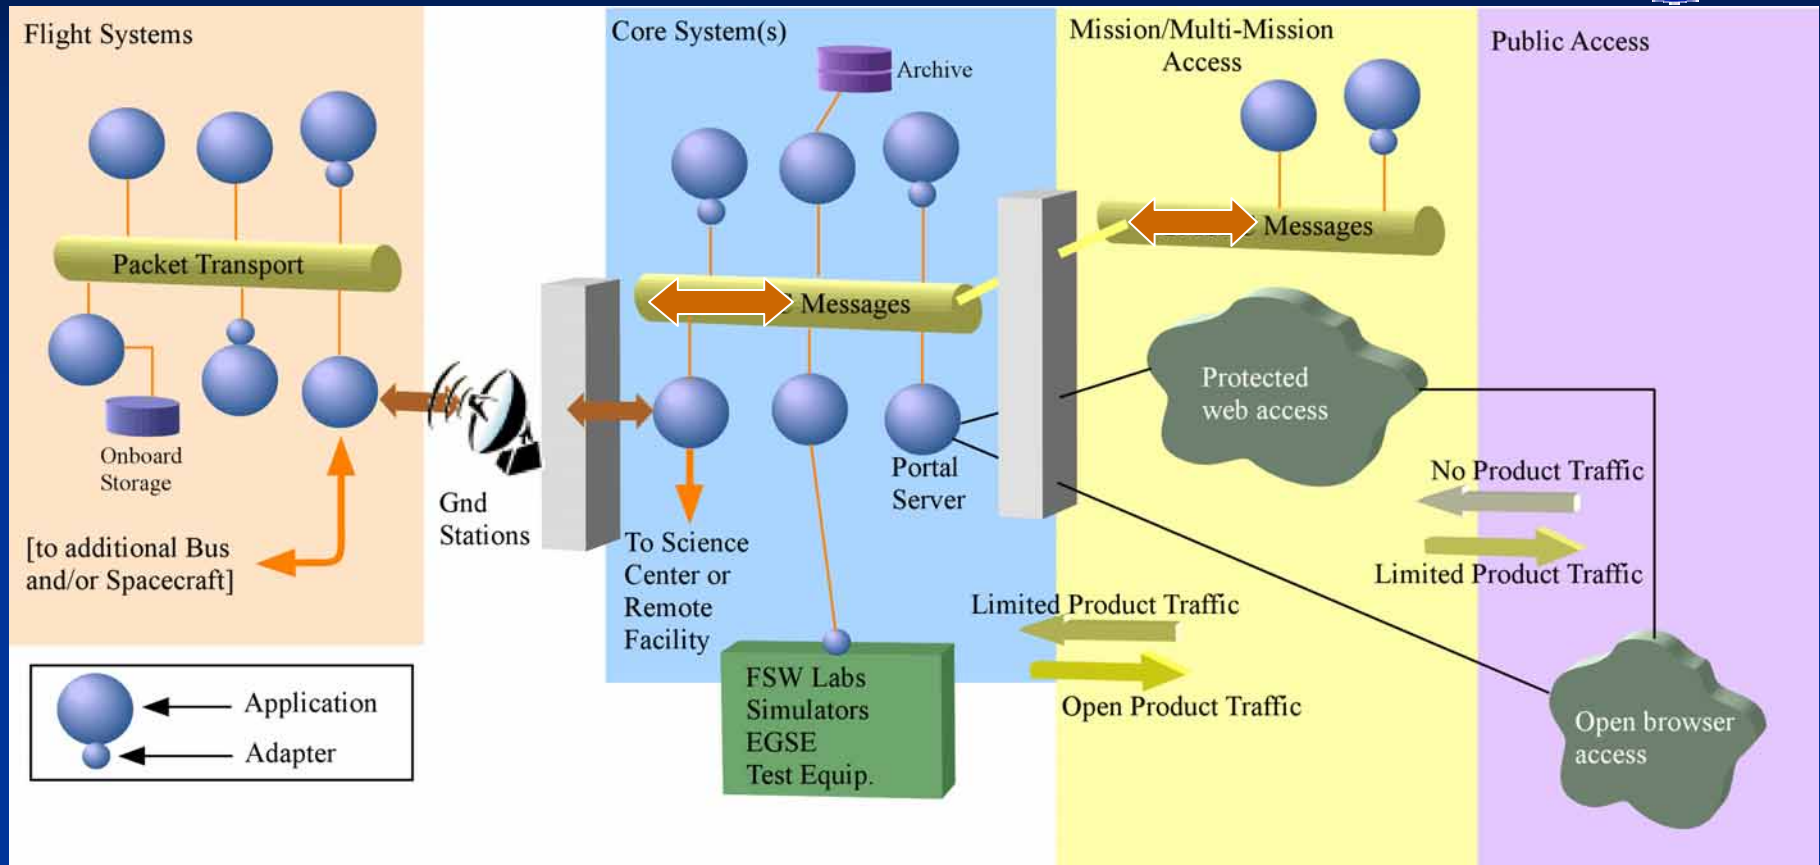 Flight Systems
Packet Transport
Onboard
Storage
[to additional Bus
and/or Spacecraft]
Application
Adapter
Gnd
Stations
Core System(s)
Archive
Messages
Portal
Server
To Science
Center or
Remote
Facility
FSW Labs
Simulators
EGSE
Test Equip.
Mission/Multi-Mission
Access
Messages
Protected
web access
Limited Product Traffic
Open Product Traffic
Public Access
No Product Traffic
Limited Product Traffic
Open browser
access